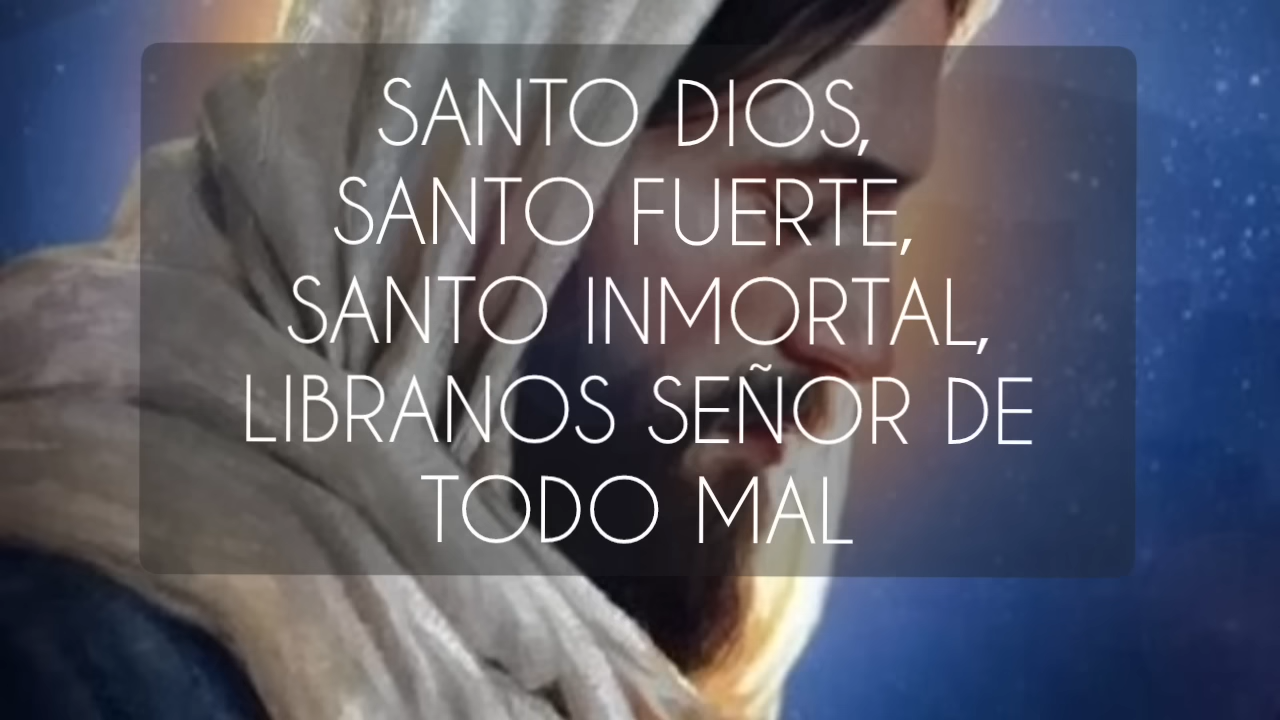 SANTO DIOS,
SANTO FUERTE,
SANTO INMORTAL,
LIBRANOS SEÑOR DE
TODO MAL